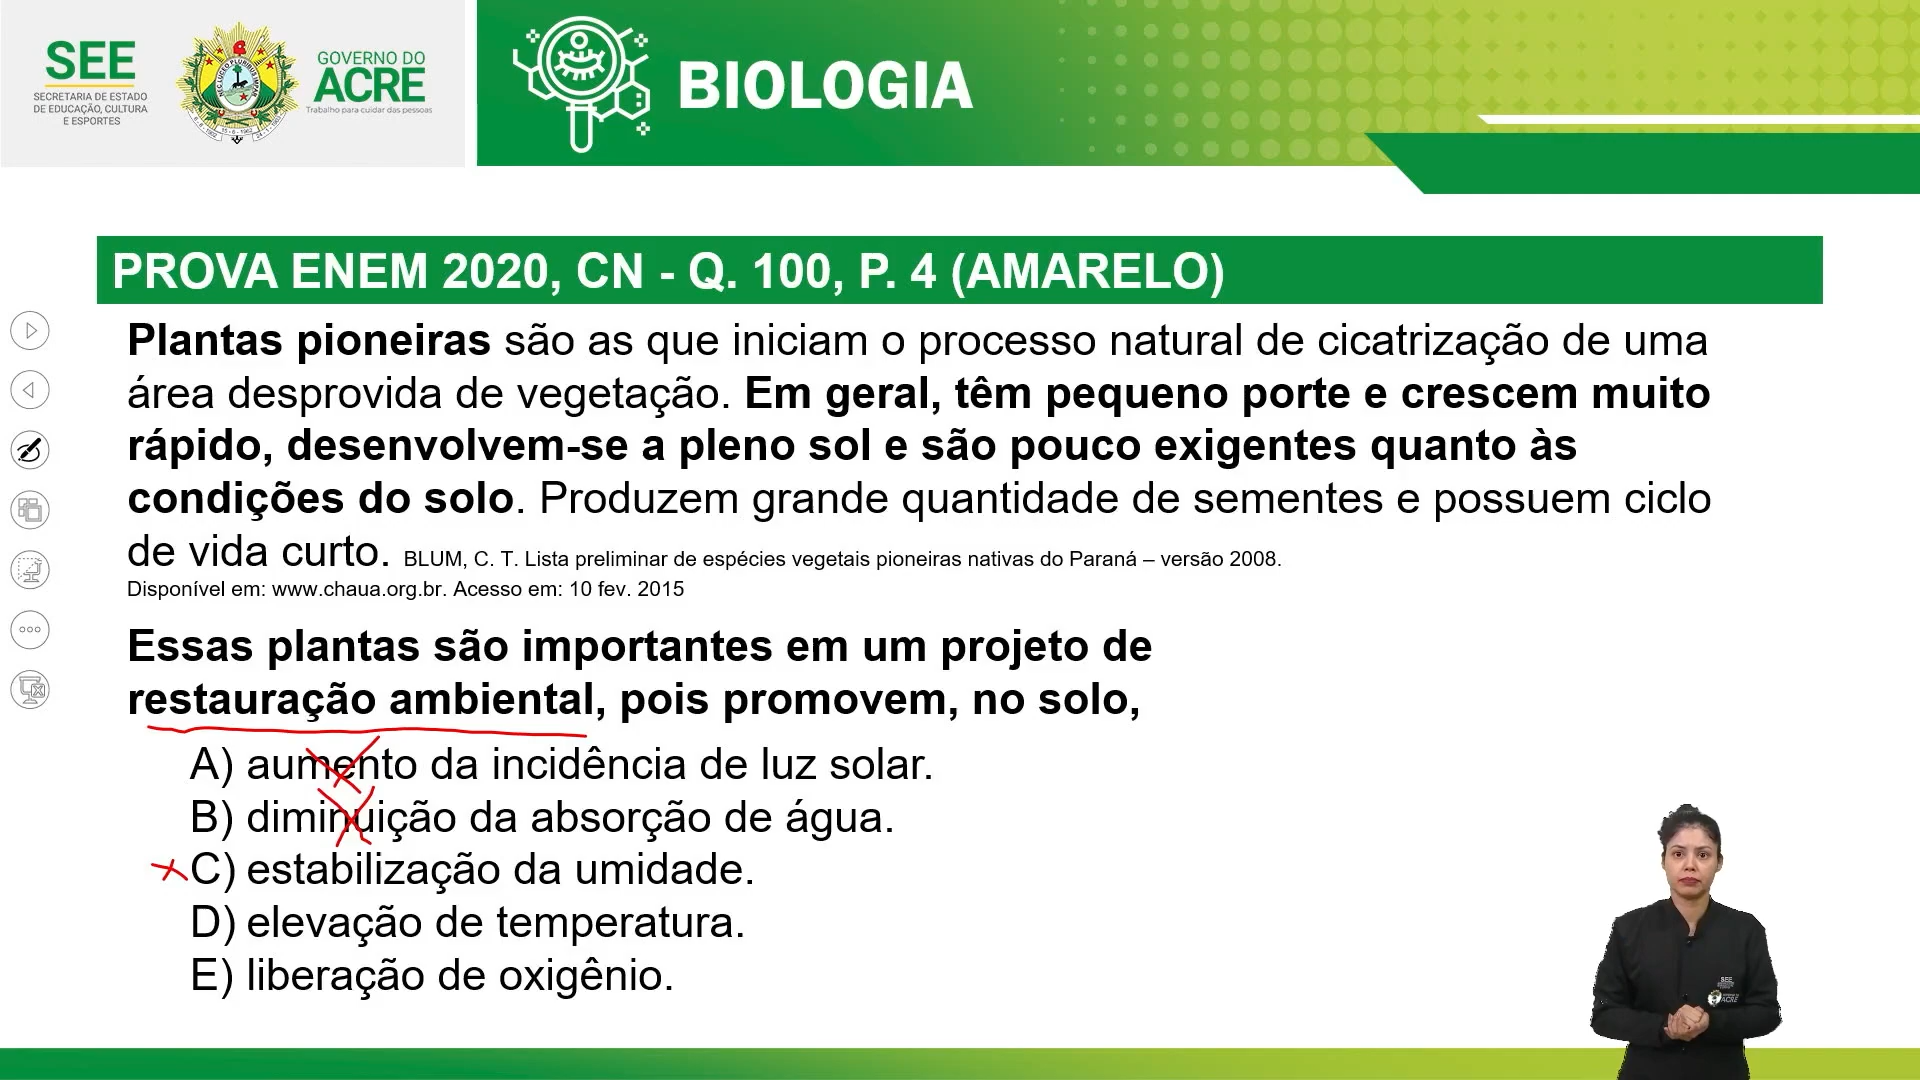 SEE
SECRETARIA DE ESTADO
DE EDUCAÇÃO, CULTURA
E ESPORTES
GOVERNO DO
ACRE
Trabalho para cuidar das pessoas
BIOLOGIA
PROVA ENEM 2020, CN - Q. 100, P. 4 (AMARELO)
Plantas pioneiras são as que iniciam o processo natural de cicatrização de uma
área desprovida de vegetação. Em geral, têm pequeno porte e crescem muito
rápido, desenvolvem-se a pleno sol e são pouco exigentes quanto às
condições do solo. Produzem grande quantidade de sementes e possuem ciclo
de vida curto. BLUM, C. T. Lista preliminar de espécies vegetais pioneiras nativas do Paraná – versão 2008.
Disponível em: www.chaua.org.br. Acesso em: 10 fev. 2015
Essas plantas são importantes em um projeto de
restauração ambiental, pois promovem, no solo,
A) aumento da incidência de luz solar.
B) diminuição da absorção de água.
C) estabilização da umidade.
D) elevação de temperatura.
E) liberação de oxigênio.
SEE
ACRE